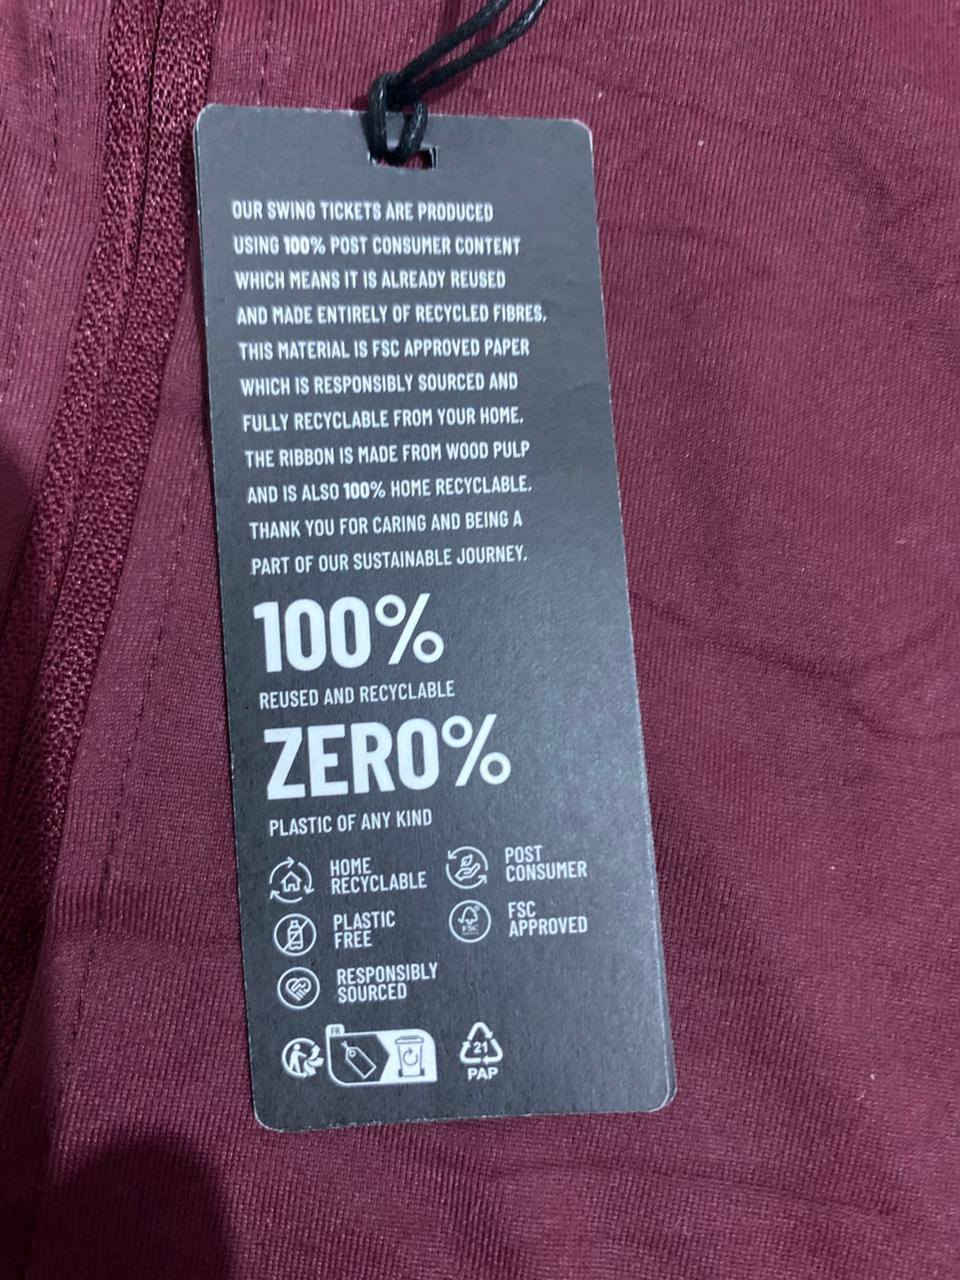 OUR SWING TICKETS ARE PRODUCED
USING 100% POST CONSUMER CONTENT
WHICH MEANS IT IS ALREADY REUSED
AND MADE ENTIRELY OF RECYCLED FIBRES.
THIS MATERIAL IS FSC APPROVED PAPER
WHICH IS RESPONSIBLY SOURCED AND
FULLY RECYCLABLE FROM YOUR HOME.
THE RIBBON IS MADE FROM WOOD PULP
AND IS ALSO 100% HOME RECYCLABLE.
THANK YOU FOR CARING AND BEING A
PART OF OUR SUSTAINABLE JOURNEY.
100%
REUSED AND RECYCLABLE
ZERO%
PLASTIC OF ANY KIND
HOME
RECYCLABLE
POST
CONSUMER
PLASTIC
FREE
FSC
FSC
APPROVED
RESPONSIBLY
SOURCED
FR
21
PAP